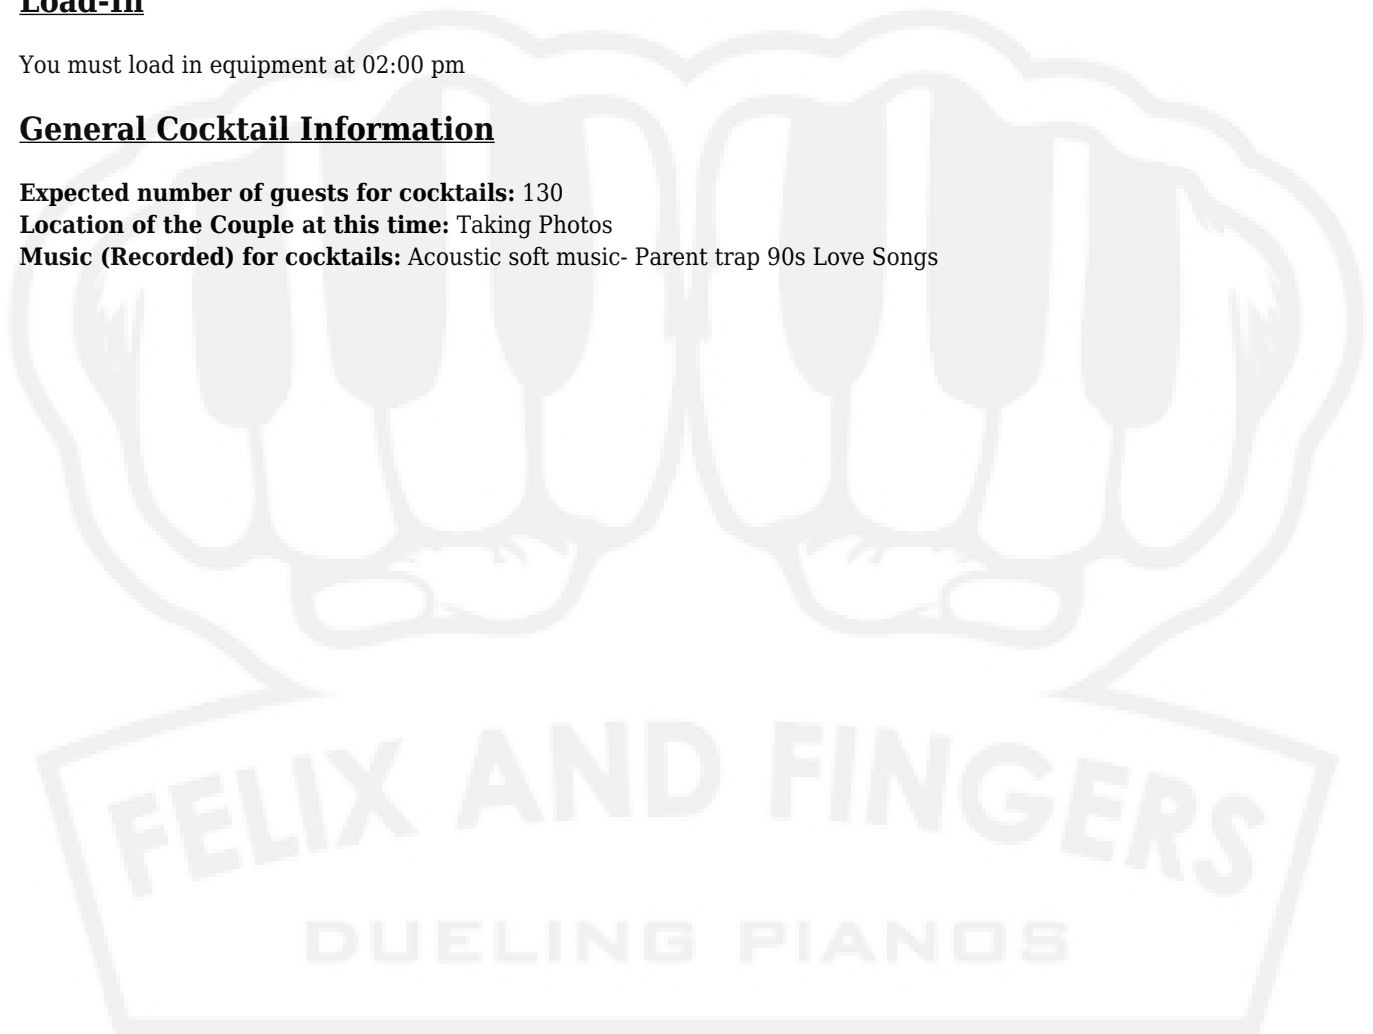 Load-In
You must load in equipment at 02:00 pm
General Cocktail Information
Expected number of guests for cocktails: 130
Location of the Couple at this time: Taking Photos
Music (Recorded) for cocktails: Acoustic soft music- Parent trap 90s Love Songs
FELIX AND FINGERS
DUELING PIANOS